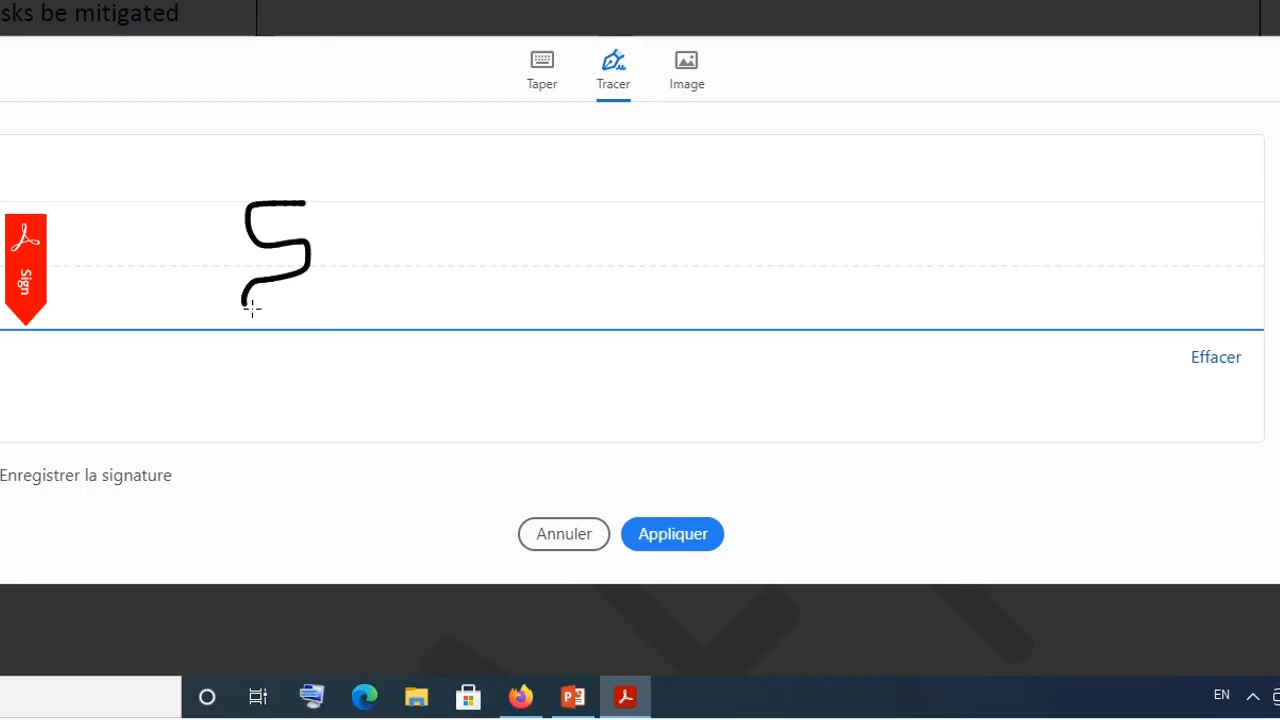 sks be mitigated
Taper
Tracer
Image
Sign
Effacer
Enregistrer la signature
Annuler
Appliquer
EN